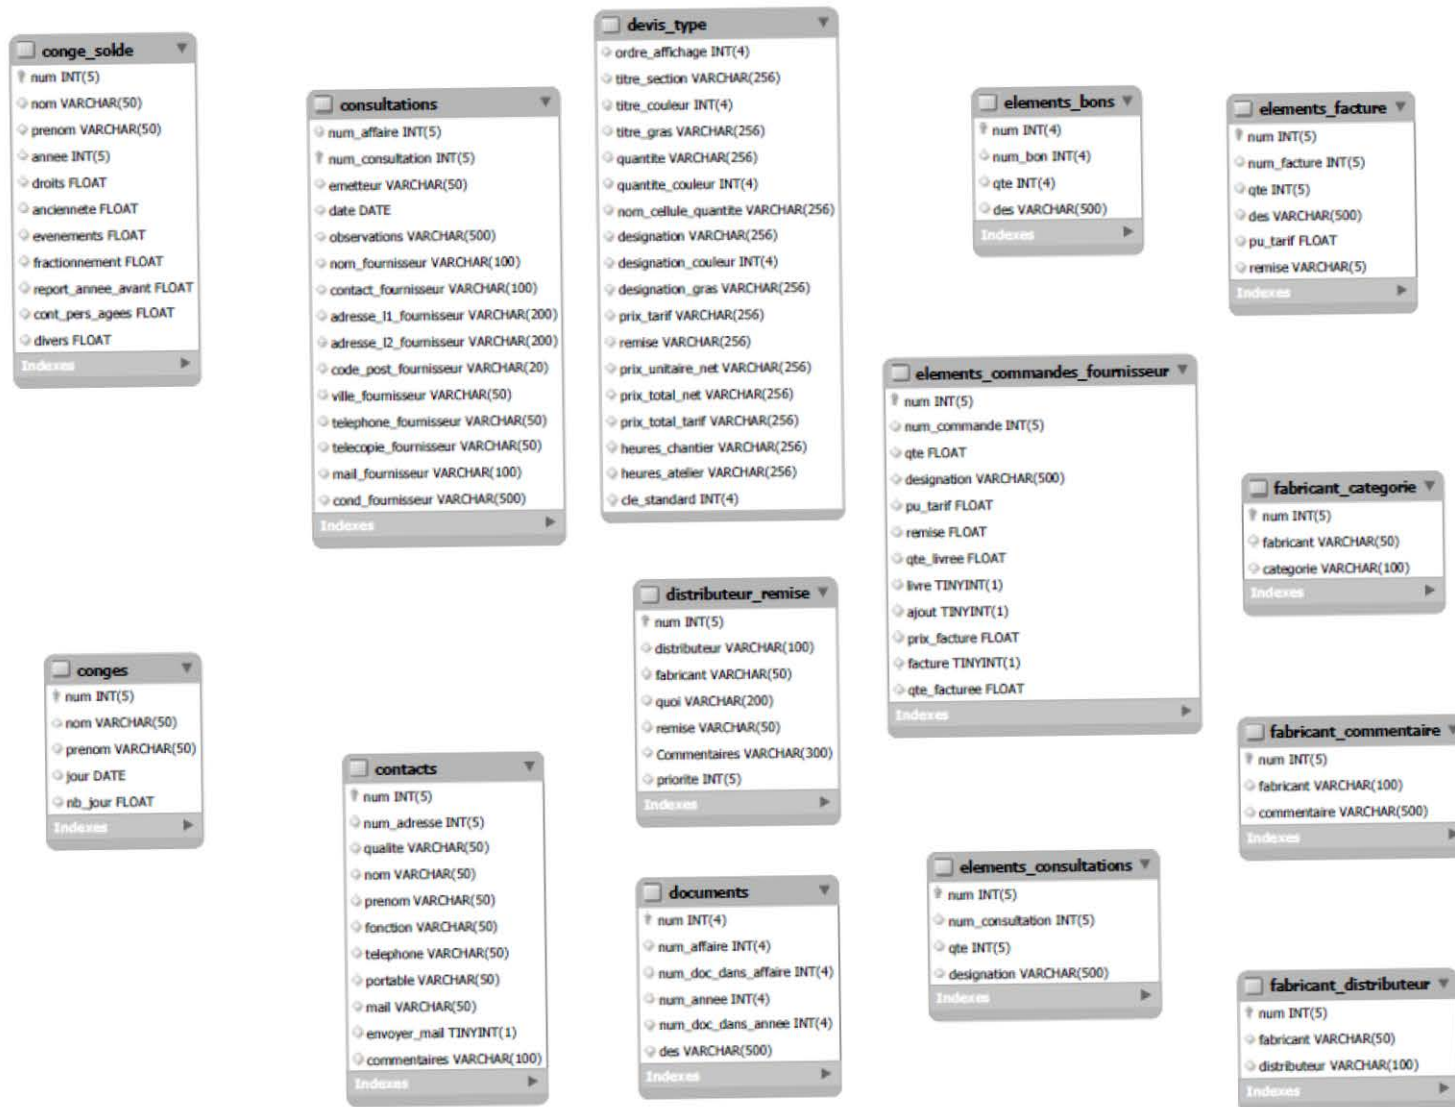 conge_solde
num INT(5)
nom VARCHAR(50)
prenom VARCHAR(50)
annee INT(5)
droits FLOAT
anciennete FLOAT
evenements FLOAT
fractionnement FLOAT
report_annee_avant FLOAT
cont_pers_agees FLOAT
divers FLOAT
Indexes
conges
num INT(5)
nom VARCHAR(50)
prenom VARCHAR(50)
jour DATE
nb_jour FLOAT
Indexes
consultations
num_affaire INT(5)
num_consultation INT(5)
emetteur VARCHAR(50)
date DATE
observations VARCHAR(500)
nom_fournisseur VARCHAR(100)
contact_fournisseur VARCHAR(100)
adresse_l1_fournisseur VARCHAR(200)
adresse_l2_fournisseur VARCHAR(200)
code_post_fournisseur VARCHAR(20)
ville_fournisseur VARCHAR(50)
telephone_fournisseur VARCHAR(50)
telecopie_fournisseur VARCHAR(50)
mail_fournisseur VARCHAR(100)
cond_fournisseur VARCHAR(500)
Indexes
contacts
num INT(5)
num_adresse INT(5)
qualite VARCHAR(50)
nom VARCHAR(50)
prenom VARCHAR(50)
fonction VARCHAR(50)
telephone VARCHAR(50)
portable VARCHAR(50)
mail VARCHAR(50)
envoyer_mail TINYINT(1)
commentaires VARCHAR(100)
Indexes
devis_type
ordre_affichage INT(4)
titre_section VARCHAR(256)
titre_couleur INT(4)
titre_gras VARCHAR(256)
quantite VARCHAR(256)
quantite_couleur INT(4)
nom_cellule_quantite VARCHAR(256)
designation VARCHAR(256)
designation_couleur INT(4)
designation_gras VARCHAR(256)
prix_tarif VARCHAR(256)
remise VARCHAR(256)
prix_unitaire_net VARCHAR(256)
prix_total_net VARCHAR(256)
prix_total_tarif VARCHAR(256)
heures_chantier VARCHAR(256)
heures_atelier VARCHAR(256)
cle_standard INT(4)
distributeur_remise
num INT(5)
distributeur VARCHAR(100)
fabricant VARCHAR(50)
quoi VARCHAR(200)
remise VARCHAR(50)
Commentaires VARCHAR(300)
priorite INT(5)
Indexes
documents
num INT(4)
num_affaire INT(4)
num_doc_dans_affaire INT(4)
num_annee INT(4)
num_doc_dans_annee INT(4)
des VARCHAR(500)
Indexes
elements_bons
num INT(4)
num_bon INT(4)
qte INT(4)
des VARCHAR(500)
Indexes
elements_commandes_fournisseur
num INT(5)
num_commande INT(5)
qte FLOAT
designation VARCHAR(500)
pu_tarif FLOAT
remise FLOAT
qte_livree FLOAT
livre TINYINT(1)
ajout TINYINT(1)
prix_facture FLOAT
facture TINYINT(1)
qte_facturee FLOAT
Indexes
elements_consultations
num INT(5)
num_consultation INT(5)
qte INT(5)
designation VARCHAR(500)
Indexes
elements_facture
num INT(5)
num_facture INT(5)
qte INT(5)
des VARCHAR(500)
pu_tarif FLOAT
remise VARCHAR(5)
Indexes
fabricant_categorie
num INT(5)
fabricant VARCHAR(50)
categorie VARCHAR(100)
Indexes
fabricant_commentaire
num INT(5)
fabricant VARCHAR(100)
commentaire VARCHAR(500)
Indexes
fabricant_distributeur
num INT(5)
fabricant VARCHAR(50)
distributeur VARCHAR(100)
Indexes